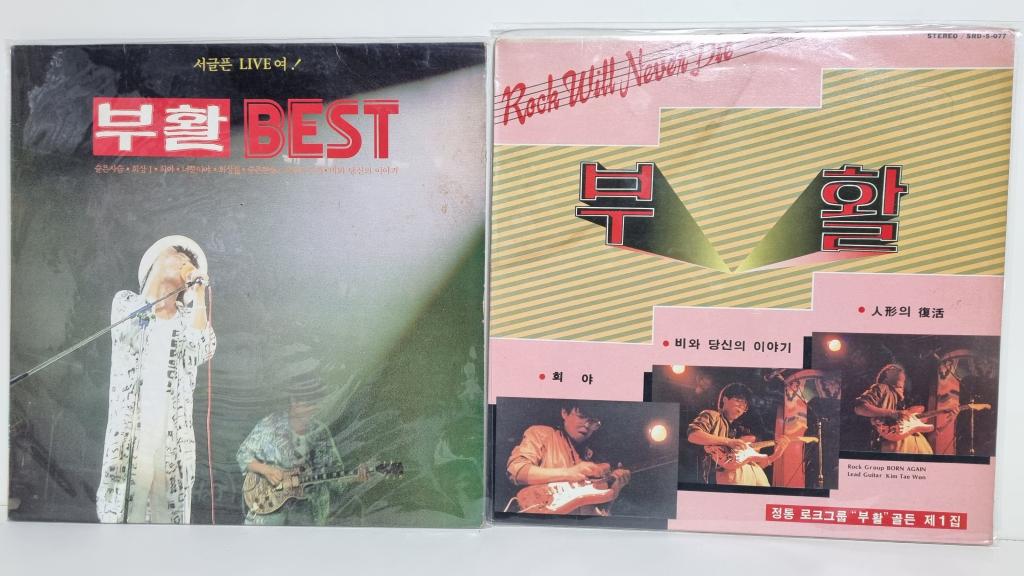 서글픈 LIVE여.!
부활 BEST
슬픈사슴 • 회상 I • 희야 •
비와 당신의 이야기
STEREO / SRD-S-077
Rock Will Never Die
부활
• 人形의 復活
• 비와 당신의 이야기
• 희 야
Rock Group BORN AGAIN
Lead Guitar Kim Tae Won
정통 로크그룹 "부활" 골든 제1집